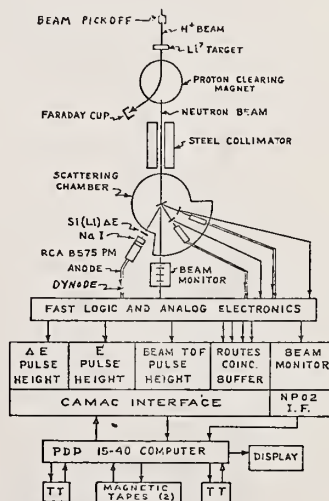 BEAM PICKOFF
H+ BEAM
Li7 TARGET
PROTON CLEARING
MAGNET
FARADAY CUP
NEUTRON BEAM
STEEL COLLIMATOR
SCATTERING
CHAMBER
Si(Li) ΔE
NaI
RCA 8575 PM
ANODE
DYNODE
BEAM
MONITOR
FAST LOGIC AND ANALOG ELECTRONICS
ΔE
PULSE
HEIGHT
E
PULSE
HEIGHT
BEAM TOF
PULSE
HEIGHT
ROUTES
COINC.
BUFFER
BEAM
MONITOR
CAMAC INTERFACE
NP02
I.F.
PDP 15-40 COMPUTER
DISPLAY
TT
MAGNETIC
TAPES (2)
TT